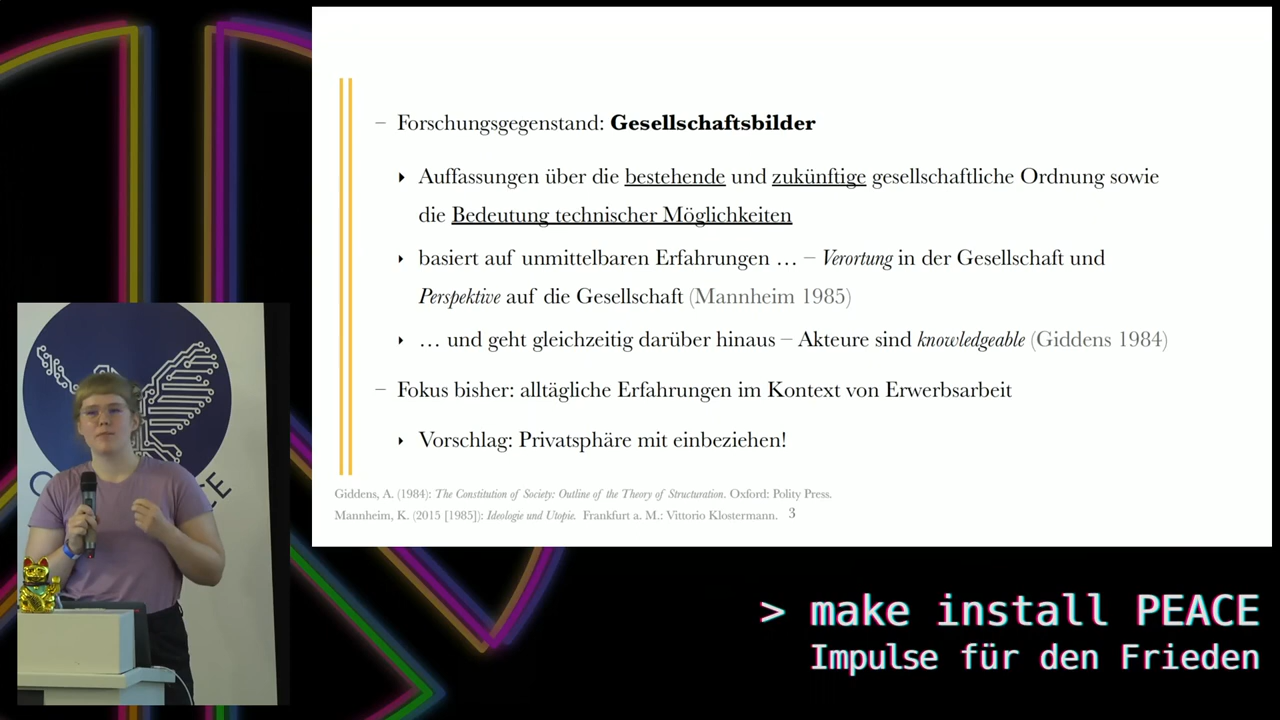 – Forschungsgegenstand: Gesellschaftsbilder
Auffassungen über die bestehende und zukünftige gesellschaftliche Ordnung sowie
die Bedeutung technischer Möglichkeiten
basiert auf unmittelbaren Erfahrungen … – Verortung in der Gesellschaft und
Perspektive auf die Gesellschaft (Mannheim 1985)
… und geht gleichzeitig darüber hinaus – Akteure sind knowledgeable (Giddens 1984)
– Fokus bisher: alltägliche Erfahrungen im Kontext von Erwerbsarbeit
Vorschlag: Privatsphäre mit einbeziehen!
Giddens, A. (1984): The Constitution of Society: Outline of the Theory of Structuration. Oxford: Polity Press.
Mannheim, K. (2015 [1985]): Ideologie und Utopie. Frankfurt a. M.: Vittorio Klostermann. 3
> make install PEACE
Impulse für den Frieden